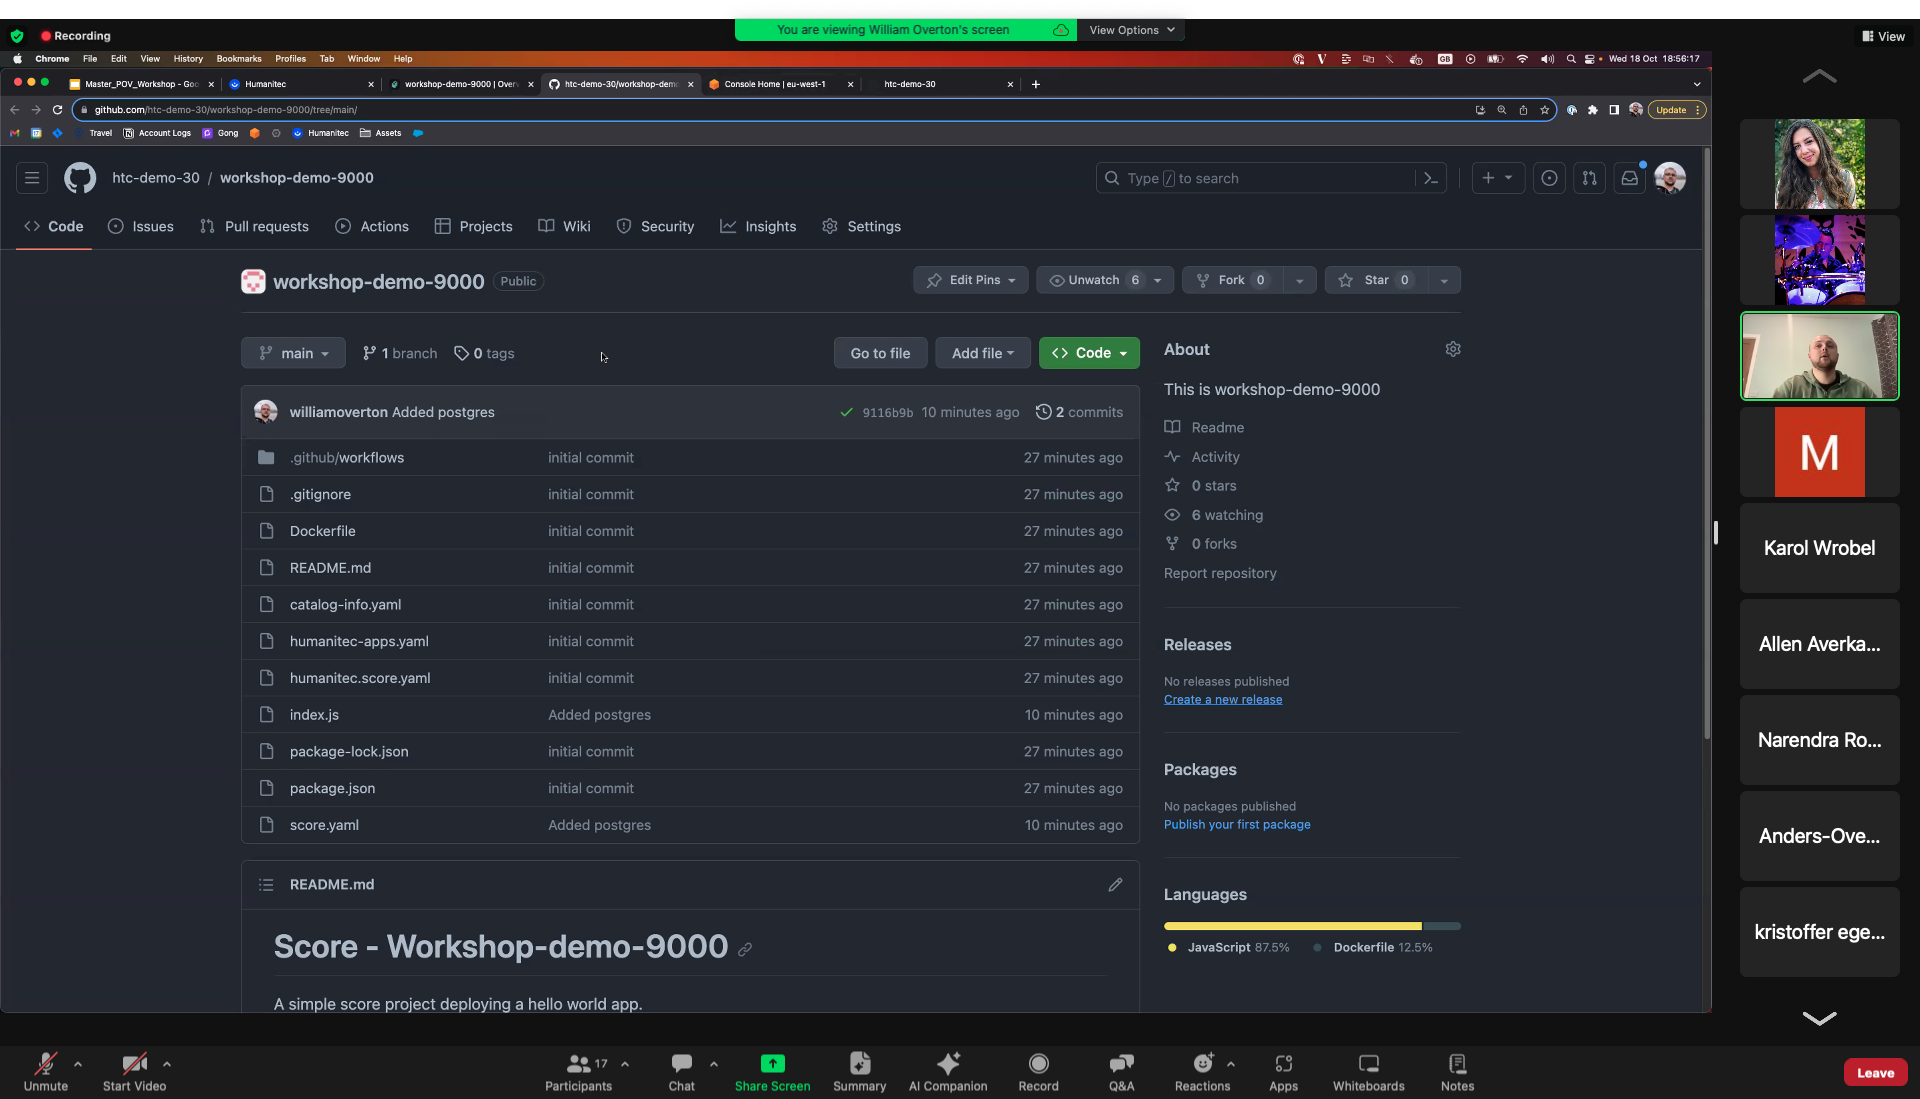 Recording
You are viewing William Overton's screen
View Options
View
Chrome File Edit View History Bookmarks Profiles Tab Window Help
GB
Wed 18 Oct 18:56:17
Master_POV_Workshop - Goo
Humanitec
workshop-demo-9000 | Over
htc-demo-30/workshop-demo
Console Home | eu-west-1
htc-demo-30
github.com/htc-demo-30/workshop-demo-9000/tree/main/
Update
Travel
Account Logs
Gong
Humanitec
Assets
htc-demo-30 / workshop-demo-9000
Type / to search
Code
Issues
Pull requests
Actions
Projects
Wiki
Security
Insights
Settings
workshop-demo-9000
Public
Edit Pins
Unwatch 6
Fork 0
Star 0
main
1 branch
0 tags
Go to file
Add file
Code
williamoverton Added postgres
9116b9b 10 minutes ago
2 commits
.github/workflows initial commit 27 minutes ago
.gitignore initial commit 27 minutes ago
Dockerfile initial commit 27 minutes ago
README.md initial commit 27 minutes ago
catalog-info.yaml initial commit 27 minutes ago
humanitec-apps.yaml initial commit 27 minutes ago
humanitec.score.yaml initial commit 27 minutes ago
index.js Added postgres 10 minutes ago
package-lock.json initial commit 27 minutes ago
package.json initial commit 27 minutes ago
score.yaml Added postgres 10 minutes ago
README.md
Score - Workshop-demo-9000
A simple score project deploying a hello world app.
About
This is workshop-demo-9000
Readme
Activity
0 stars
6 watching
0 forks
Report repository
Releases
No releases published
Create a new release
Packages
No packages published
Publish your first package
Languages
JavaScript 87.5%
Dockerfile 12.5%
M
Karol Wrobel
Allen Averka...
Narendra Ro...
Anders-Ove...
kristoffer ege...
Unmute
Start Video
17
Participants
Chat
Share Screen
Summary
AI Companion
Record
Q&A
Reactions
Apps
Whiteboards
Notes
Leave